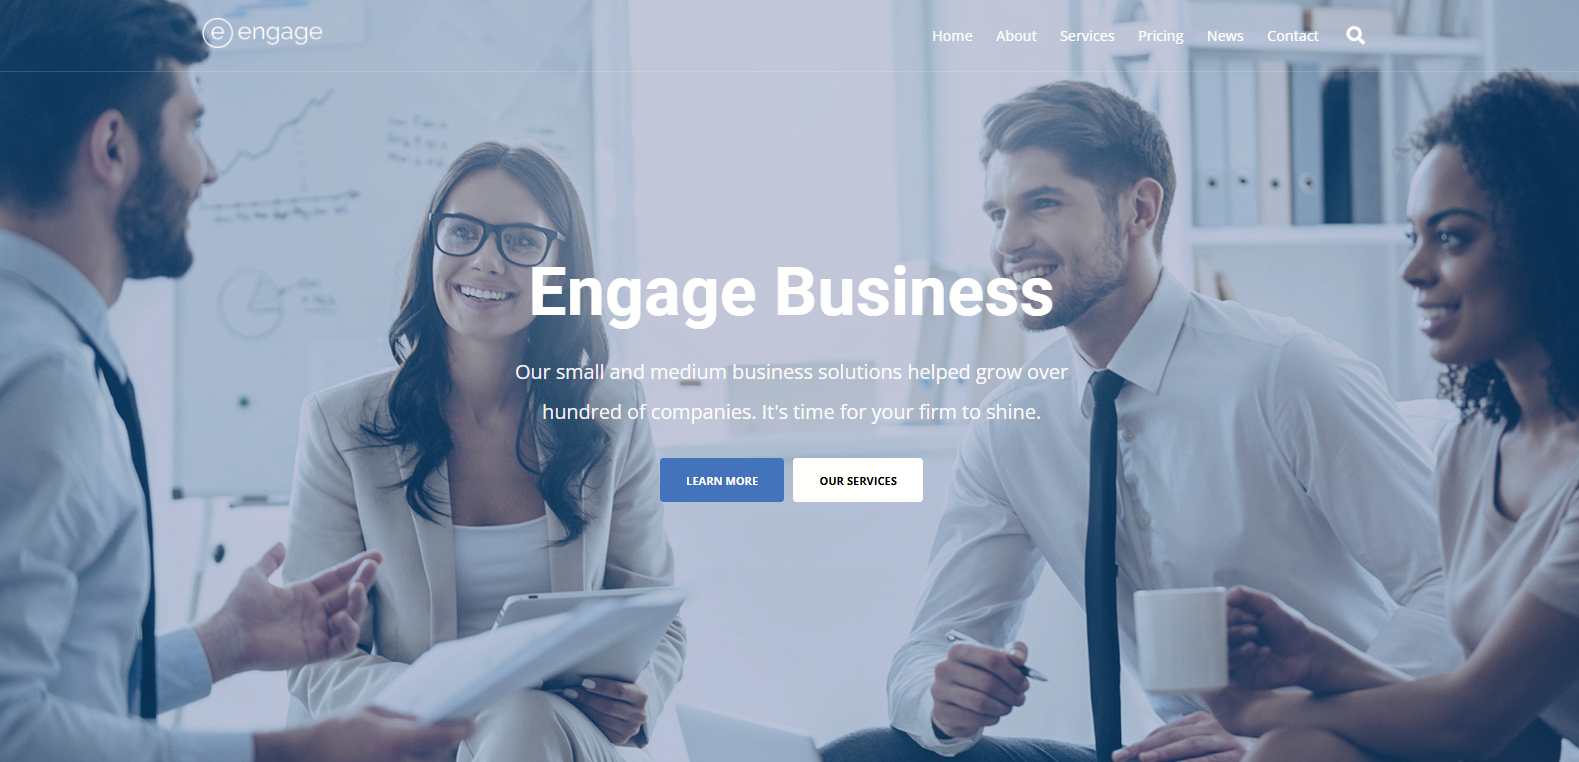 e engage
Home About Services Pricing News Contact
Engage Business
Our small and medium business solutions helped grow over
hundred of companies. It's time for your firm to shine.
LEARN MORE OUR SERVICES